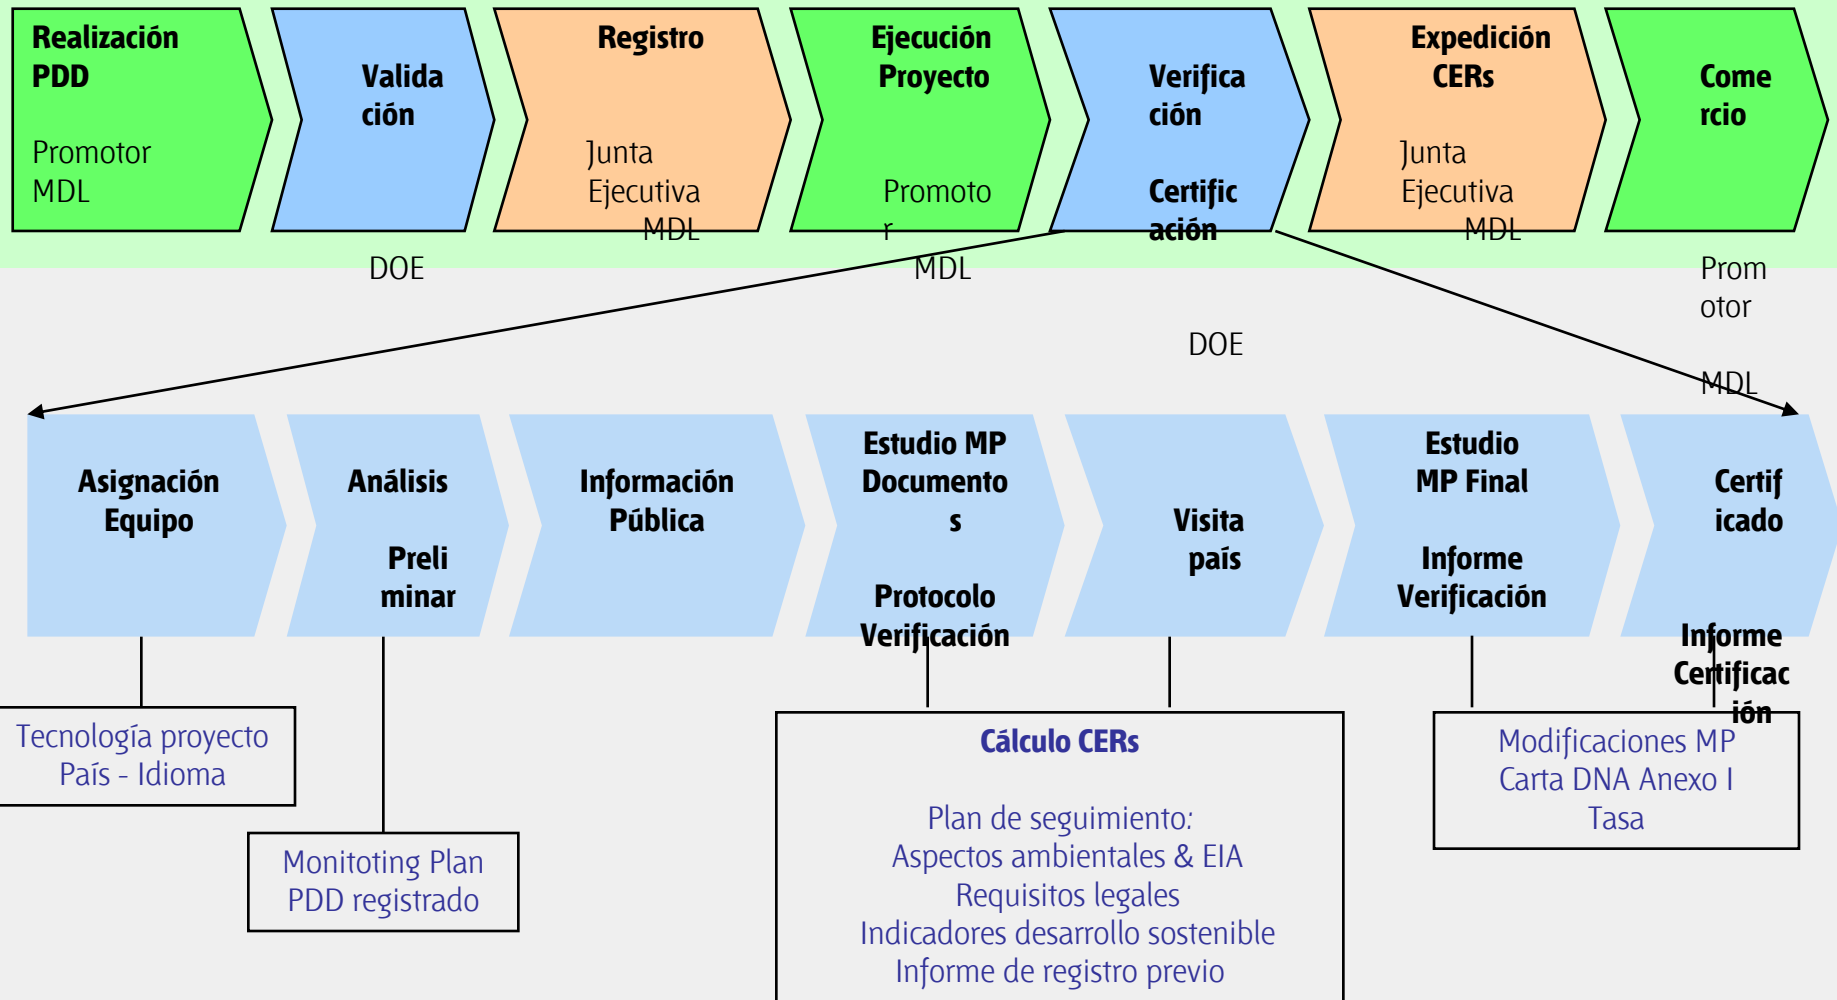 Realización
PDD
Promotor
MDL
Valida
ción
DOE
Registro
Junta
Ejecutiva
MDL
Ejecución
Proyecto
Promoto
r
MDL
Verifica
ción
Certific
ación
DOE
Expedición
CERs
Junta
Ejecutiva
MDL
Come
rcio
Prom
otor
MDL
Asignación
Equipo
Análisis
Preli
minar
Información
Pública
Estudio MP
Documento
s
Protocolo
Verificación
Visita
país
Estudio
MP Final
Informe
Verificación
Certif
icado
Informe
Certificac
ión
Tecnología proyecto
País - Idioma
Monitoting Plan
PDD registrado
Cálculo CERs
Plan de seguimiento:
Aspectos ambientales & EIA
Requisitos legales
Indicadores desarrollo sostenible
Informe de registro previo
Modificaciones MP
Carta DNA Anexo I
Tasa